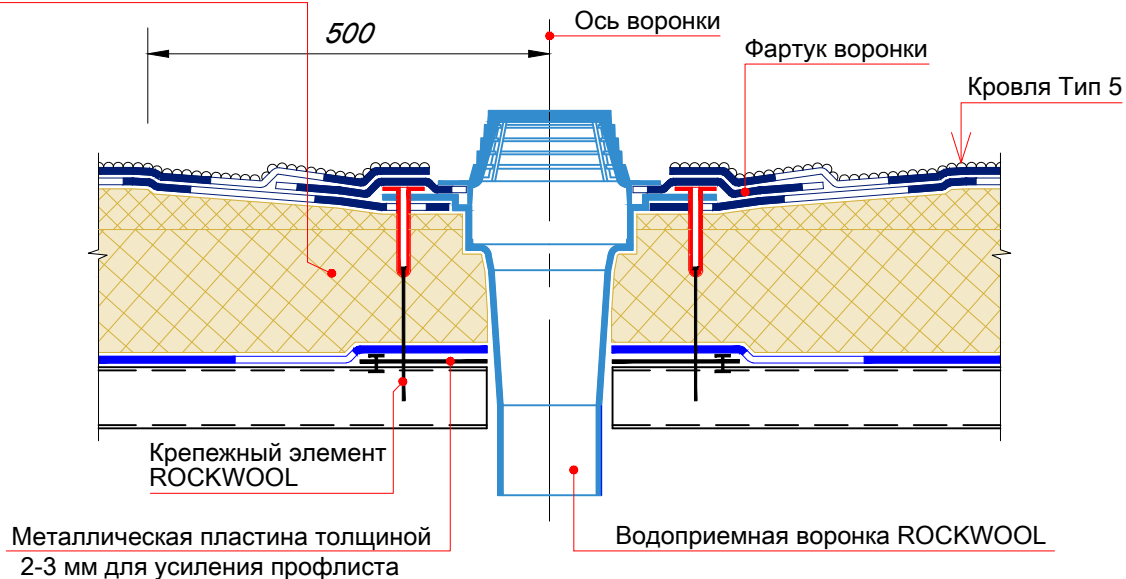 500
Ось воронки
Фартук воронки
Кровля Тип 5
Крепежный элемент
ROCKWOOL
Металлическая пластина толщиной
2-3 мм для усиления профлиста
Водоприемная воронка ROCKWOOL